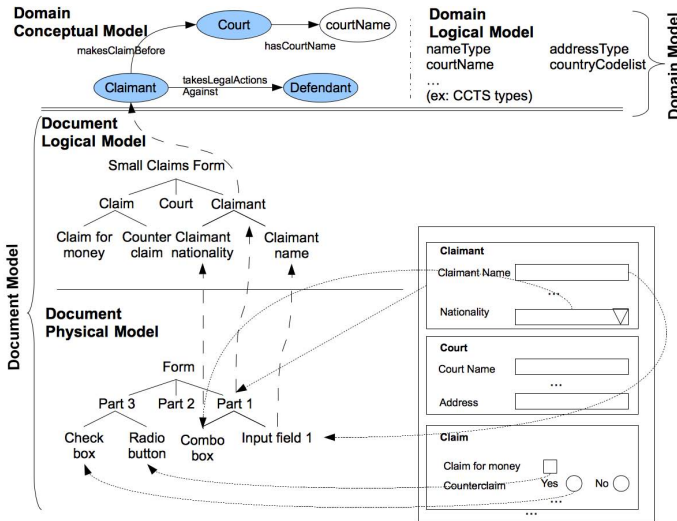 Domain
Conceptual Model
Court
courtName
makesClaimBefore
hasCourtName
Claimant
takesLegalActions
Against
Defendant
Domain
Logical Model
nameType addressType
courtName countryCodelist
...
(ex: CCTS types)
Domain Model
Document
Logical Model
Small Claims Form
Claim Court Claimant
Claim for Counter Claimant Claimant
money claim nationality name
Document Model
Document
Physical Model
Form
Part 3 Part 2 Part 1
Check Radio Combo Input field 1
box button box
Claimant
Claimant Name
...
Nationality
Court
Court Name
...
Address
Claim
Claim for money
Counterclaim Yes No
...
...